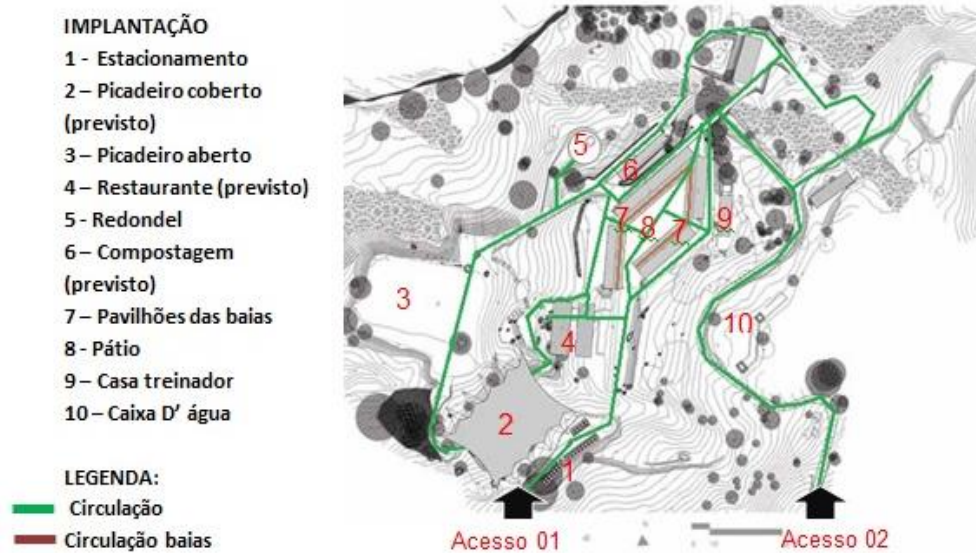 IMPLANTAÇÃO
1 - Estacionamento
2 – Picadeiro coberto
(previsto)
3 – Picadeiro aberto
4 – Restaurante (previsto)
5 - Redondel
6 – Compostagem
(previsto)
7 – Pavilhões das baias
8 - Pátio
9 – Casa treinador
10 – Caixa D’ água
LEGENDA:
Circulação
Circulação baias
5
6
7
8
7
9
3
4
10
2
1
Acesso 01
Acesso 02